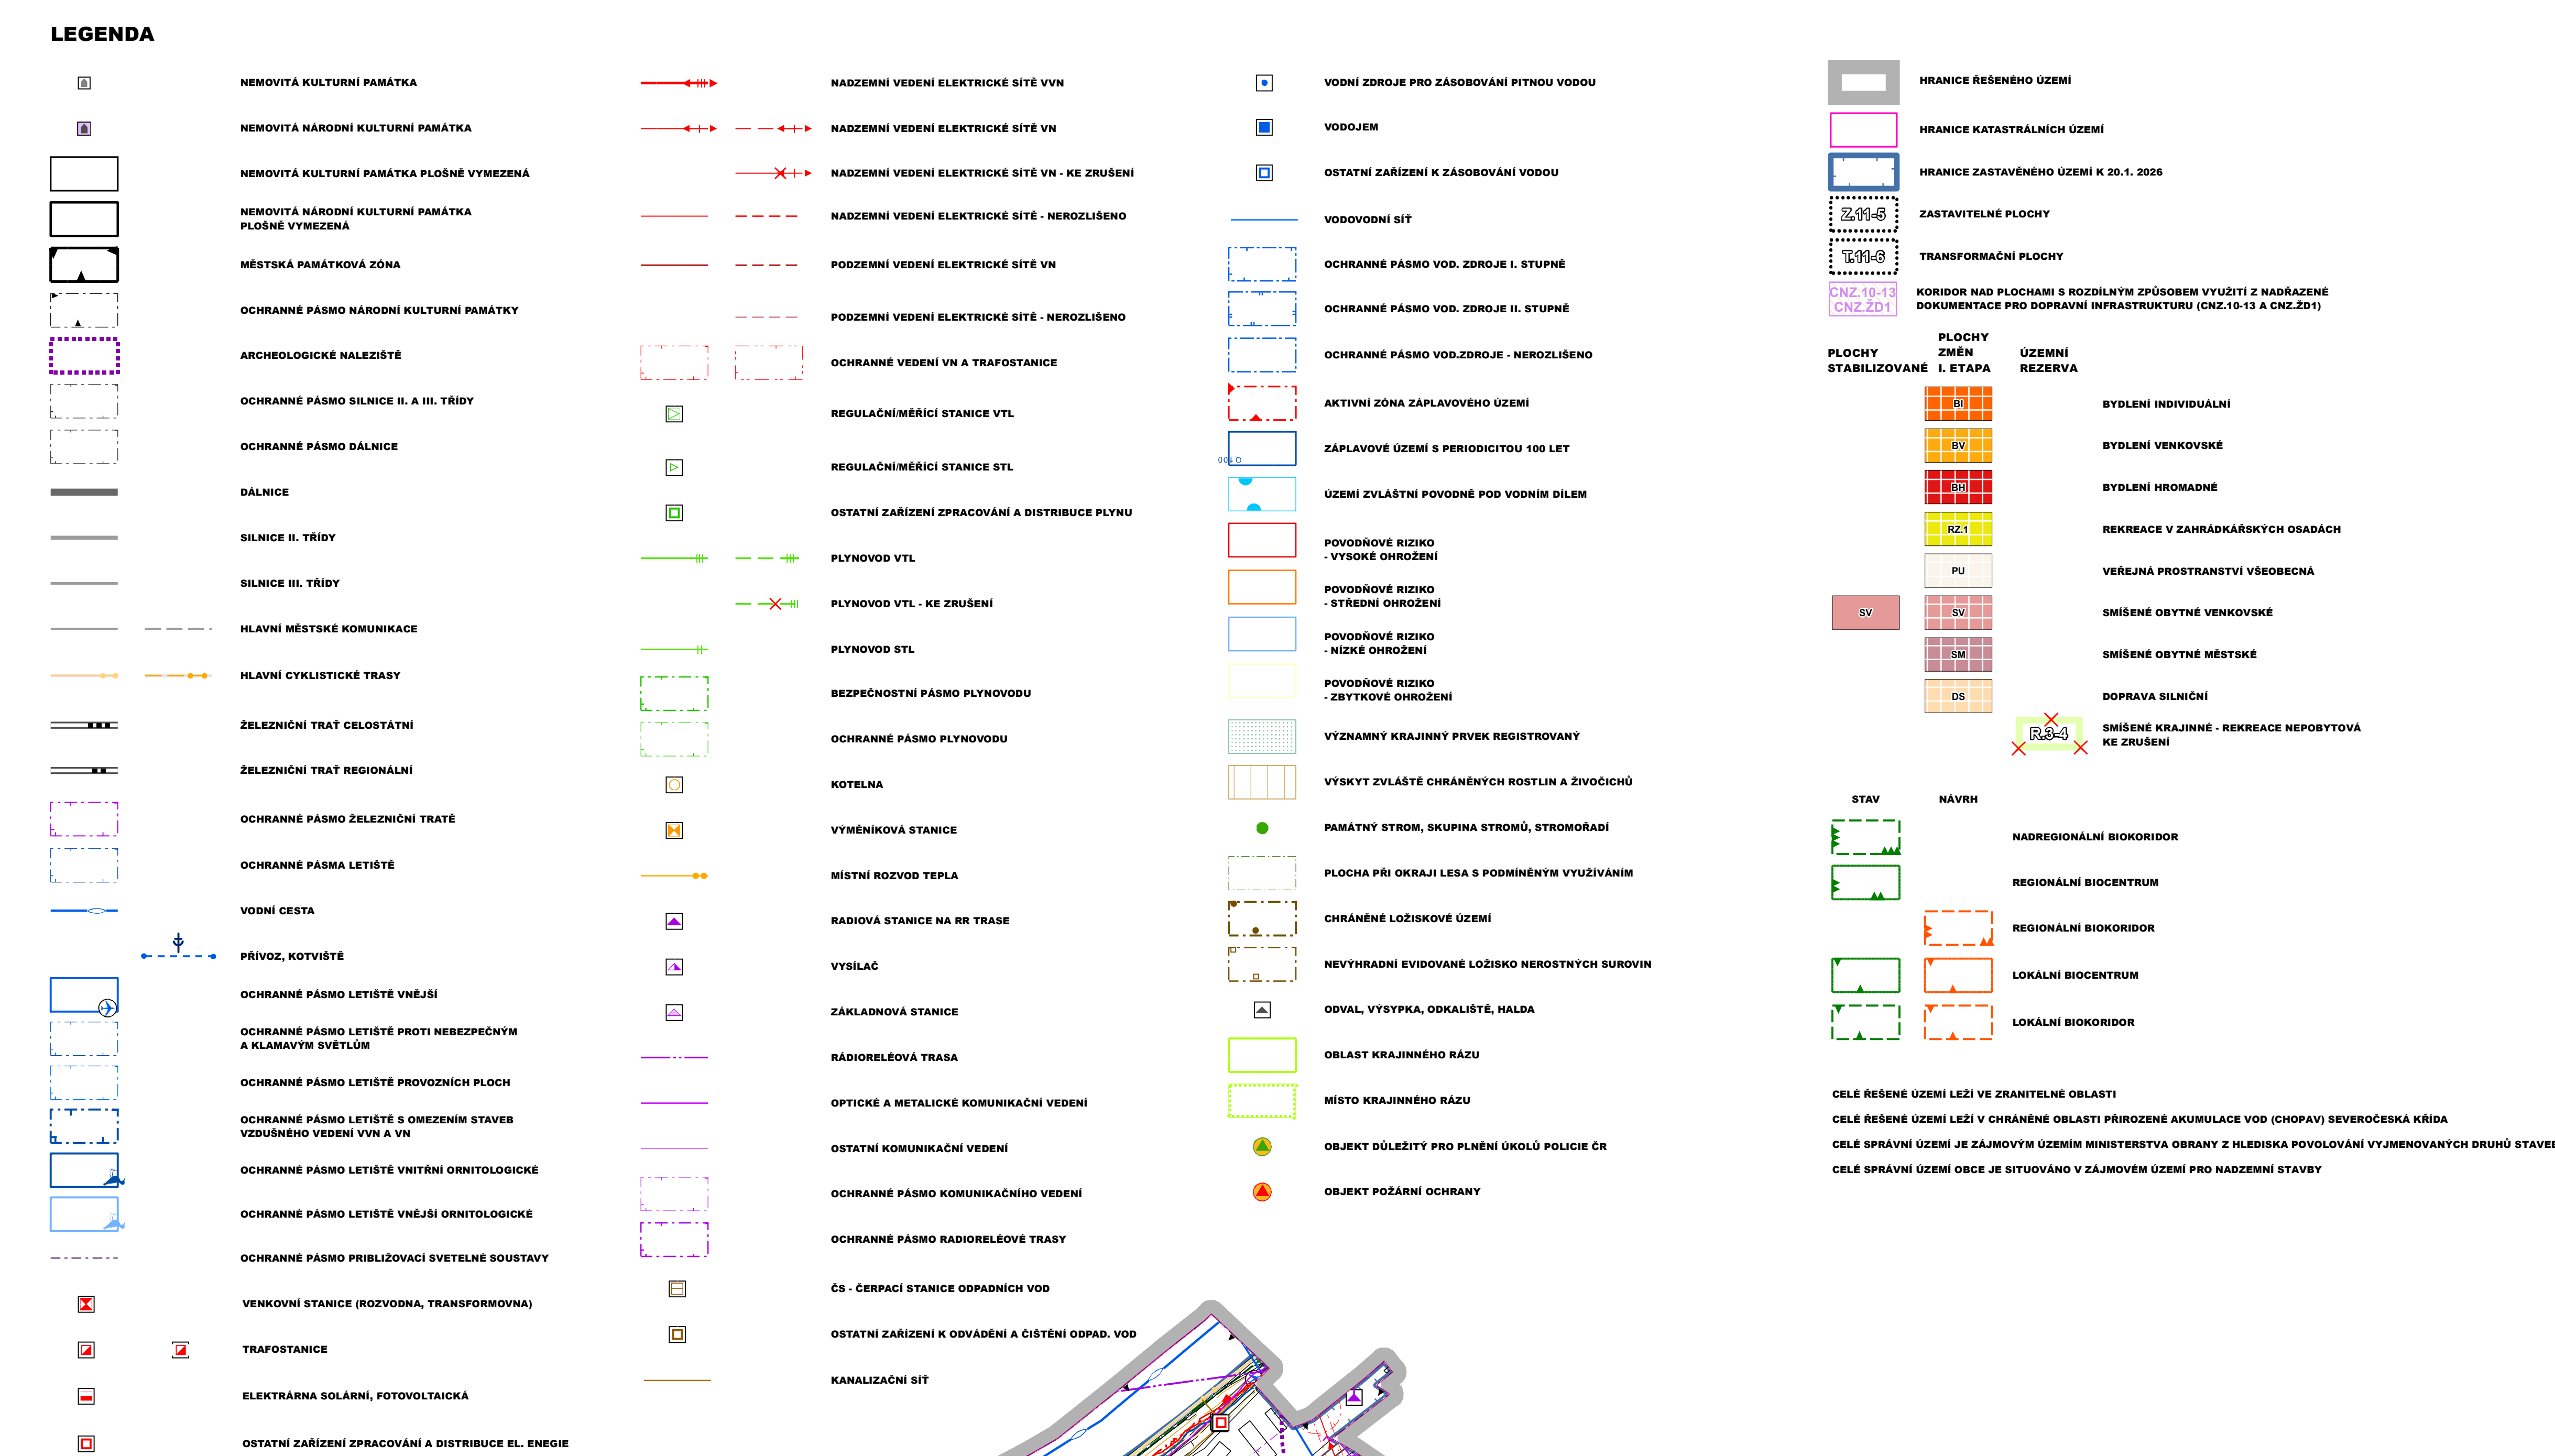 LEGENDA
NEMOVITÁ KULTURNÍ PAMÁTKA
NEMOVITÁ NÁRODNÍ KULTURNÍ PAMÁTKA
NEMOVITÁ KULTURNÍ PAMÁTKA PLOŠNĚ VYMEZENÁ
NEMOVITÁ NÁRODNÍ KULTURNÍ PAMÁTKA
PLOŠNĚ VYMEZENÁ
MĚSTSKÁ PAMÁTKOVÁ ZÓNA
OCHRANNÉ PÁSMO NÁRODNÍ KULTURNÍ PAMÁTKY
ARCHEOLOGICKÉ NALEZIŠTĚ
OCHRANNÉ PÁSMO SILNICE II. A III. TŘÍDY
OCHRANNÉ PÁSMO DÁLNICE
DÁLNICE
SILNICE II. TŘÍDY
SILNICE III. TŘÍDY
HLAVNÍ MĚSTSKÉ KOMUNIKACE
HLAVNÍ CYKLISTICKÉ TRASY
ŽELEZNIČNÍ TRAŤ CELOSTÁTNÍ
ŽELEZNIČNÍ TRAŤ REGIONÁLNÍ
OCHRANNÉ PÁSMO ŽELEZNIČNÍ TRATĚ
OCHRANNÉ PÁSMA LETIŠTĚ
VODNÍ CESTA
PŘÍVOZ, KOTVIŠTĚ
OCHRANNÉ PÁSMO LETIŠTĚ VNĚJŠÍ
OCHRANNÉ PÁSMO LETIŠTĚ PROTI NEBEZPEČNÝM
A KLAMAVÝM SVĚTLŮM
OCHRANNÉ PÁSMO LETIŠTĚ PROVOZNÍCH PLOCH
OCHRANNÉ PÁSMO LETIŠTĚ S OMEZENÍM STAVEB
VZDUŠNÉHO VEDENÍ VVN A VN
OCHRANNÉ PÁSMO LETIŠTĚ VNITŘNÍ ORNITOLOGICKÉ
OCHRANNÉ PÁSMO LETIŠTĚ VNĚJŠÍ ORNITOLOGICKÉ
OCHRANNÉ PÁSMO PRIBLIŽOVACÍ SVETELNÉ SOUSTAVY
VENKOVNÍ STANICE (ROZVODNA, TRANSFORMOVNA)
TRAFOSTANICE
ELEKTRÁRNA SOLÁRNÍ, FOTOVOLTAICKÁ
OSTATNÍ ZAŘÍZENÍ ZPRACOVÁNÍ A DISTRIBUCE EL. ENEGIE
NADZEMNÍ VEDENÍ ELEKTRICKÉ SÍTĚ VVN
NADZEMNÍ VEDENÍ ELEKTRICKÉ SÍTĚ VN
NADZEMNÍ VEDENÍ ELEKTRICKÉ SÍTĚ VN - KE ZRUŠENÍ
NADZEMNÍ VEDENÍ ELEKTRICKÉ SÍTĚ - NEROZLIŠENO
PODZEMNÍ VEDENÍ ELEKTRICKÉ SÍTĚ VN
PODZEMNÍ VEDENÍ ELEKTRICKÉ SÍTĚ - NEROZLIŠENO
OCHRANNÉ VEDENÍ VN A TRAFOSTANICE
REGULAČNÍ/MĚŘÍCÍ STANICE VTL
REGULAČNÍ/MĚŘÍCÍ STANICE STL
OSTATNÍ ZAŘÍZENÍ ZPRACOVÁNÍ A DISTRIBUCE PLYNU
PLYNOVOD VTL
PLYNOVOD VTL - KE ZRUŠENÍ
PLYNOVOD STL
BEZPEČNOSTNÍ PÁSMO PLYNOVODU
OCHRANNÉ PÁSMO PLYNOVODU
KOTELNA
VÝMĚNÍKOVÁ STANICE
MÍSTNÍ ROZVOD TEPLA
RADIOVÁ STANICE NA RR TRASE
VYSÍLAČ
ZÁKLADNOVÁ STANICE
RÁDIORELÉOVÁ TRASA
OPTICKÉ A METALICKÉ KOMUNIKAČNÍ VEDENÍ
OSTATNÍ KOMUNIKAČNÍ VEDENÍ
OCHRANNÉ PÁSMO KOMUNIKAČNÍHO VEDENÍ
OCHRANNÉ PÁSMO RADIORELÉOVÉ TRASY
ČS - ČERPACÍ STANICE ODPADNÍCH VOD
OSTATNÍ ZAŘÍZENÍ K ODVÁDĚNÍ A ČIŠTĚNÍ ODPAD. VOD
KANALIZAČNÍ SÍŤ
VODNÍ ZDROJE PRO ZÁSOBOVÁNÍ PITNOU VODOU
VODOJEM
OSTATNÍ ZAŘÍZENÍ K ZÁSOBOVÁNÍ VODOU
VODOVODNÍ SÍŤ
OCHRANNÉ PÁSMO VOD. ZDROJE I. STUPNĚ
OCHRANNÉ PÁSMO VOD. ZDROJE II. STUPNĚ
OCHRANNÉ PÁSMO VOD.ZDROJE - NEROZLIŠENO
AKTIVNÍ ZÓNA ZÁPLAVOVÉHO ÚZEMÍ
ZÁPLAVOVÉ ÚZEMÍ S PERIODICITOU 100 LET
ÚZEMÍ ZVLÁŠTNÍ POVODNĚ POD VODNÍM DÍLEM
POVODŇOVÉ RIZIKO
- VYSOKÉ OHROŽENÍ
POVODŇOVÉ RIZIKO
- STŘEDNÍ OHROŽENÍ
POVODŇOVÉ RIZIKO
- NÍZKÉ OHROŽENÍ
POVODŇOVÉ RIZIKO
- ZBYTKOVÉ OHROŽENÍ
VÝZNAMNÝ KRAJINNÝ PRVEK REGISTROVANÝ
VÝSKYT ZVLÁŠTĚ CHRÁNĚNÝCH ROSTLIN A ŽIVOČICHŮ
PAMÁTNÝ STROM, SKUPINA STROMŮ, STROMOŘADÍ
PLOCHA PŘI OKRAJI LESA S PODMÍNĚNÝM VYUŽÍVÁNÍM
CHRÁNĚNÉ LOŽISKOVÉ ÚZEMÍ
NEVÝHRADNÍ EVIDOVANÉ LOŽISKO NEROSTNÝCH SUROVIN
ODVAL, VÝSYPKA, ODKALIŠTĚ, HALDA
OBLAST KRAJINNÉHO RÁZU
MÍSTO KRAJINNÉHO RÁZU
OBJEKT DŮLEŽITÝ PRO PLNĚNÍ ÚKOLŮ POLICIE ČR
OBJEKT POŽÁRNÍ OCHRANY
HRANICE ŘEŠENÉHO ÚZEMÍ
HRANICE KATASTRÁLNÍCH ÚZEMÍ
HRANICE ZASTAVĚNÉHO ÚZEMÍ K 20.1. 2026
Z.11-5 ZASTAVITELNÉ PLOCHY
T.11-6 TRANSFORMAČNÍ PLOCHY
CNZ.10-13 KORIDOR NAD PLOCHAMI S ROZDÍLNÝM ZPŮSOBEM VYUŽITÍ Z NADŘAZENÉ
CNZ.ŽD1 DOKUMENTACE PRO DOPRAVNÍ INFRASTRUKTURU (CNZ.10-13 A CNZ.ŽD1)
PLOCHY
STABILIZOVANÉ
PLOCHY
ZMĚN
I. ETAPA
ÚZEMNÍ
REZERVA
BI BYDLENÍ INDIVIDUÁLNÍ
BV BYDLENÍ VENKOVSKÉ
BH BYDLENÍ HROMADNÉ
RZ.1 REKREACE V ZAHRÁDKÁŘSKÝCH OSADÁCH
PU VEŘEJNÁ PROSTRANSTVÍ VŠEOBECNÁ
SV SV SMÍŠENÉ OBYTNÉ VENKOVSKÉ
SM SMÍŠENÉ OBYTNÉ MĚSTSKÉ
DS DOPRAVA SILNIČNÍ
R.3-4 SMÍŠENÉ KRAJINNÉ - REKREACE NEPOBYTOVÁ
KE ZRUŠENÍ
STAV NÁVRH
NADREGIONÁLNÍ BIOKORIDOR
REGIONÁLNÍ BIOCENTRUM
REGIONÁLNÍ BIOKORIDOR
LOKÁLNÍ BIOCENTRUM
LOKÁLNÍ BIOKORIDOR
CELÉ ŘEŠENÉ ÚZEMÍ LEŽÍ VE ZRANITELNÉ OBLASTI
CELÉ ŘEŠENÉ ÚZEMÍ LEŽÍ V CHRÁNĚNÉ OBLASTI PŘIROZENÉ AKUMULACE VOD (CHOPAV) SEVEROČESKÁ KŘÍDA
CELÉ SPRÁVNÍ ÚZEMÍ JE ZÁJMOVÝM ÚZEMÍM MINISTERSTVA OBRANY Z HLEDISKA POVOLOVÁNÍ VYJMENOVANÝCH DRUHŮ STAVEB
CELÉ SPRÁVNÍ ÚZEMÍ OBCE JE SITUOVÁNO V ZÁJMOVÉM ÚZEMÍ PRO NADZEMNÍ STAVBY